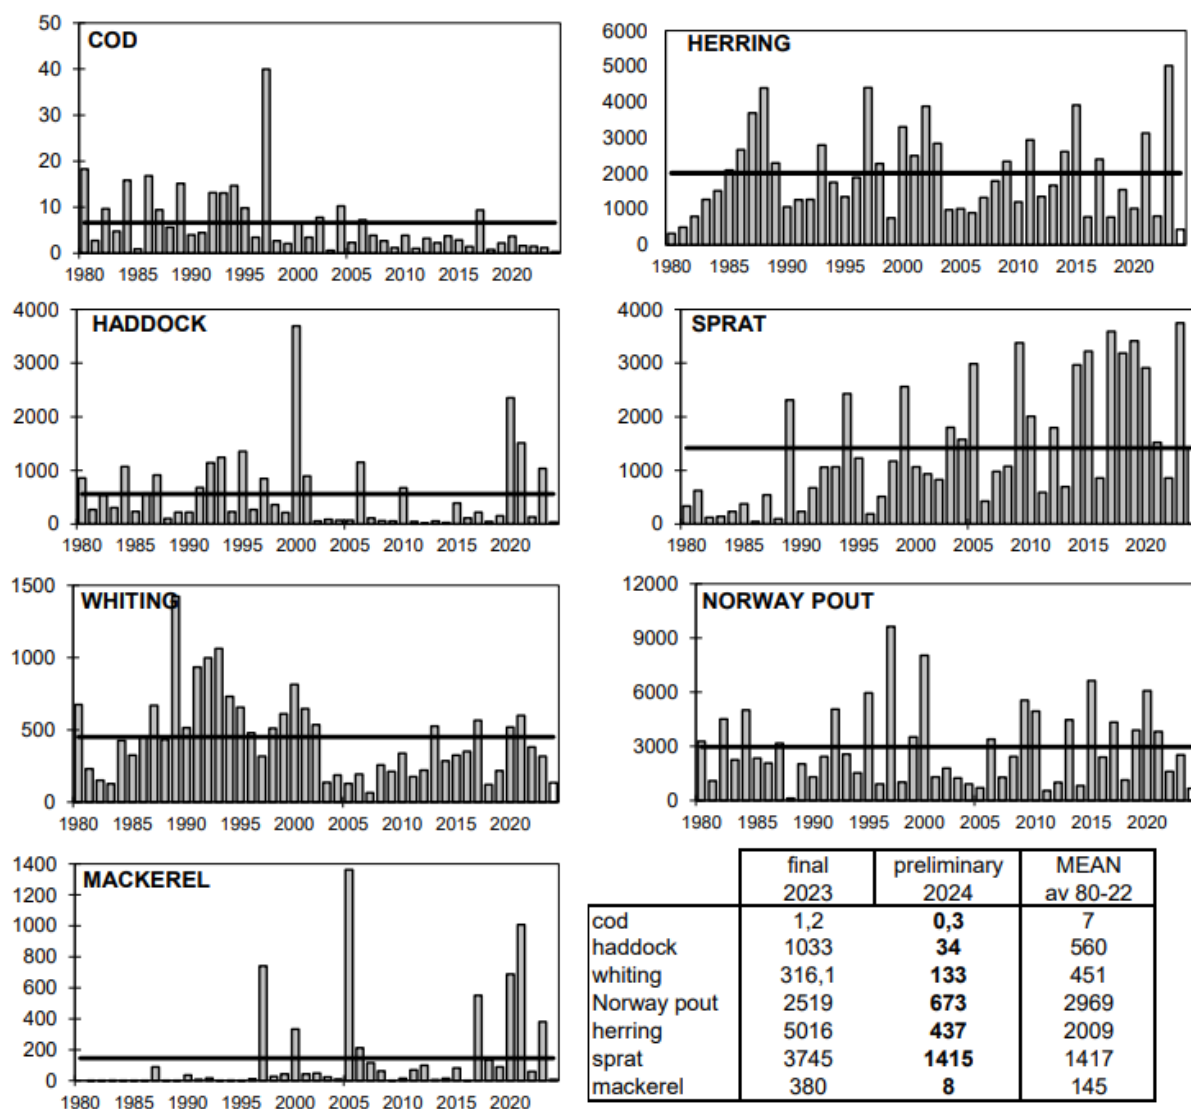 COD
50
40
30
20
10
0
1980 1985 1990 1995 2000 2005 2010 2015 2020
HERRING
6000
5000
4000
3000
2000
1000
0
1980 1985 1990 1995 2000 2005 2010 2015 2020
HADDOCK
4000
3000
2000
1000
0
1980 1985 1990 1995 2000 2005 2010 2015 2020
SPRAT
4000
3000
2000
1000
0
1980 1985 1990 1995 2000 2005 2010 2015 2020
WHITING
1500
1000
500
0
1980 1985 1990 1995 2000 2005 2010 2015 2020
NORWAY POUT
12000
9000
6000
3000
0
1980 1985 1990 1995 2000 2005 2010 2015 2020
MACKEREL
1400
1200
1000
800
600
400
200
0
1980 1985 1990 1995 2000 2005 2010 2015 2020
final preliminary MEAN
2023 2024 av 80-22
cod 1,2 0,3 7
haddock 1033 34 560
whiting 316,1 133 451
Norway pout 2519 673 2969
herring 5016 437 2009
sprat 3745 1415 1417
mackerel 380 8 145